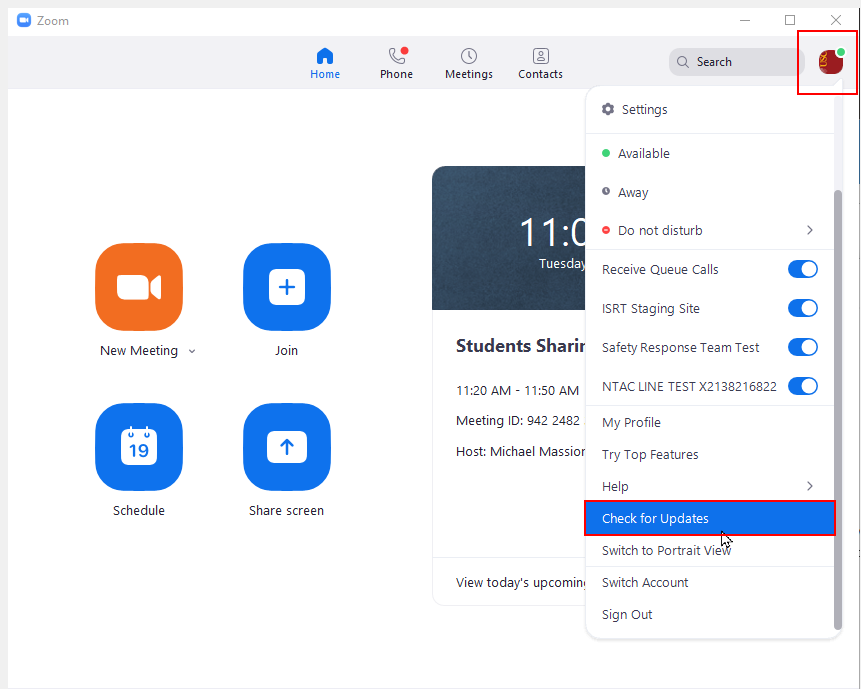 Zoom
Home
Phone
Meetings
Contacts
Search
Settings
Available
Away
Do not disturb
Receive Queue Calls
ISRT Staging Site
Safety Response Team Test
NTAC LINE TEST X2138216822
My Profile
Try Top Features
Help
Check for Updates
Switch to Portrait View
Switch Account
Sign Out
New Meeting
Join
19
Schedule
Share screen
11:0
Tuesday
Students Sharin
11:20 AM - 11:50 AM
Meeting ID: 942 2482
Host: Michael Massion
View today's upcoming